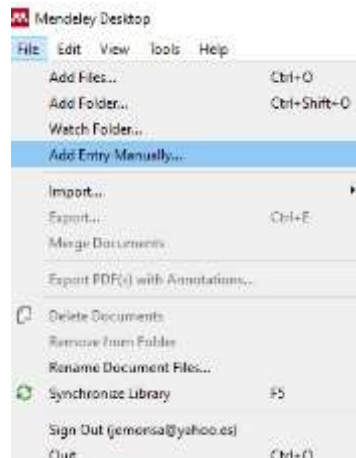 Mendeley Desktop
File Edit View Tools Help
Add Files... Ctrl+O
Add Folder... Ctrl+Shift+O
Watch Folder...
Add Entry Manually...
Import...
Export... Ctrl+E
Merge Documents
Export PDF(s) with Annotations...
Delete Documents
Remove from Folder
Rename Document Files...
Synchronize Library F5
Sign Out (jemonsa@yahoo.es)
Quit Ctrl+Q